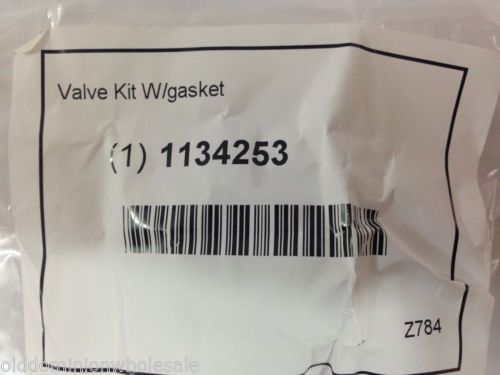 Valve Kit W/gasket
(1) 1134253
Z784
olddominionwholesale